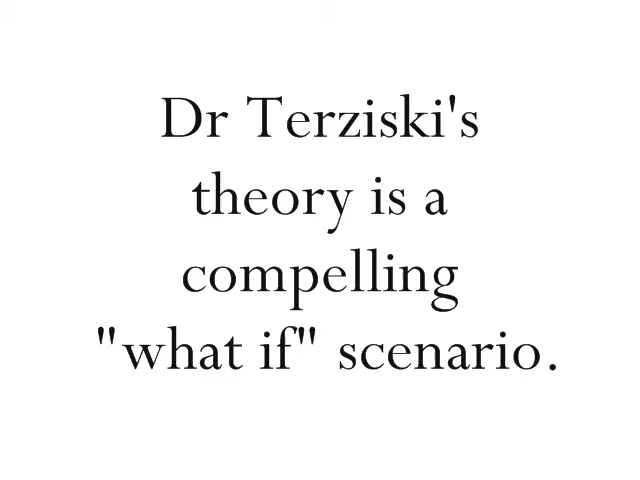 Dr Terziski's
theory is a
compelling
"what if" scenario.